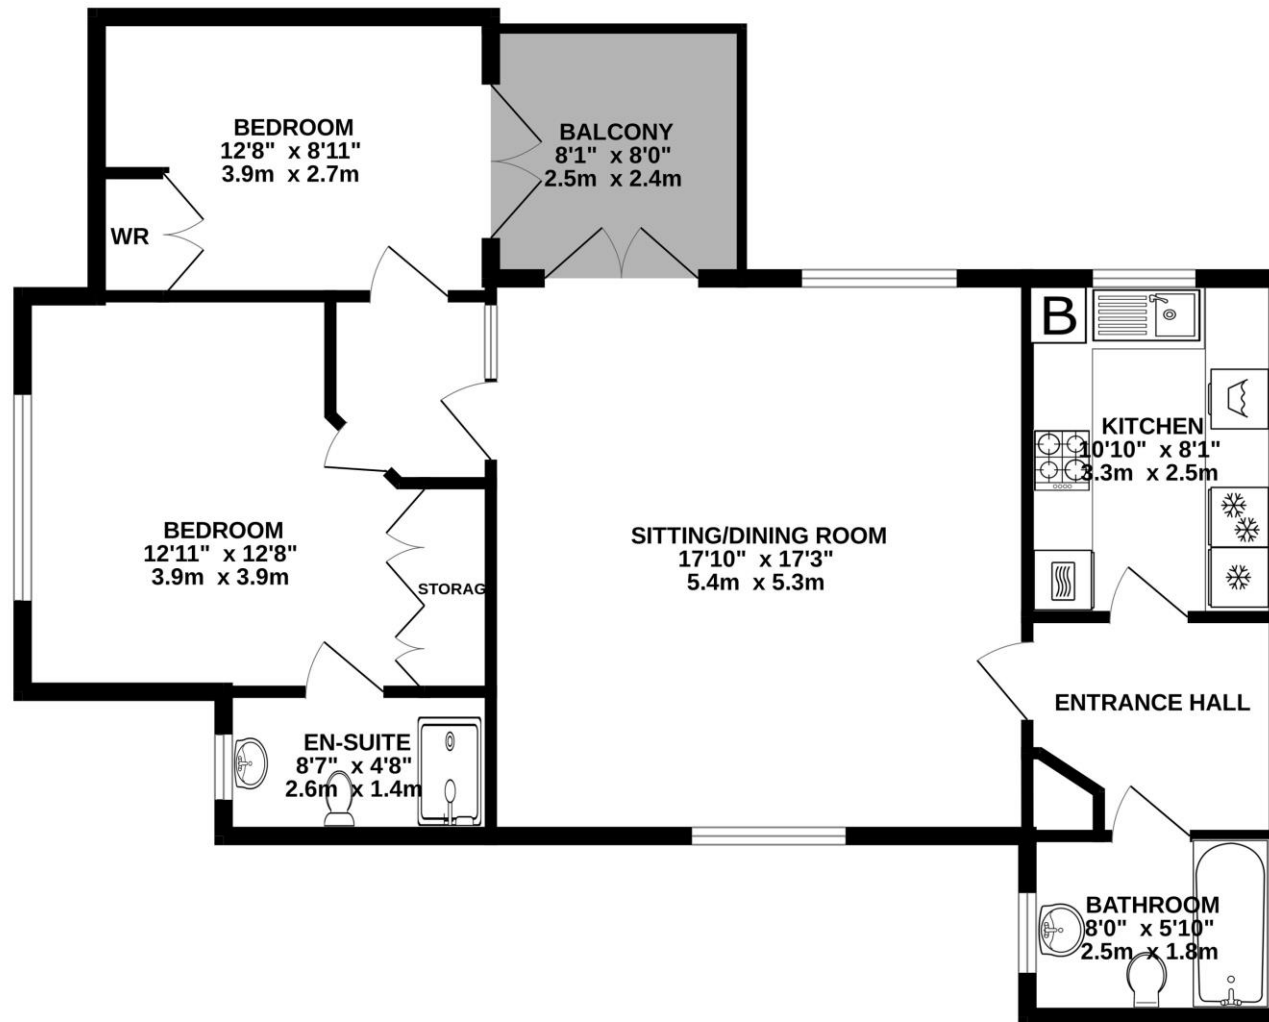 BEDROOM
12'8" x 8'11"
3.9m x 2.7m
BALCONY
8'1" x 8'0"
2.5m x 2.4m
WR
B
KITCHEN
10'10" x 8'1"
3.3m x 2.5m
BEDROOM
12'11" x 12'8"
3.9m x 3.9m
STORAG
SITTING/DINING ROOM
17'10" x 17'3"
5.4m x 5.3m
ENTRANCE HALL
EN-SUITE
8'7" x 4'8"
2.6m x 1.4m
BATHROOM
8'0" x 5'10"
2.5m x 1.8m